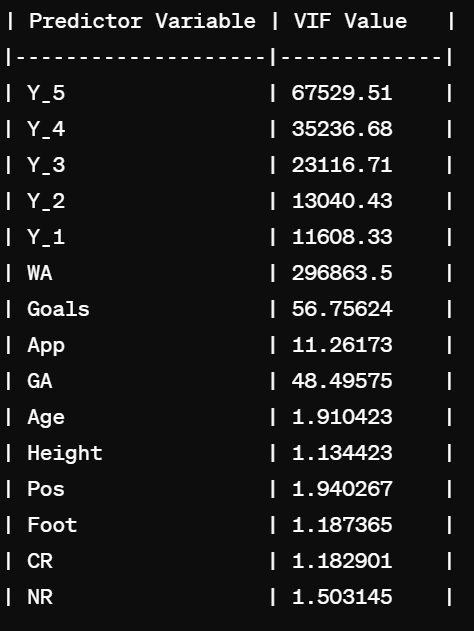 | Predictor Variable | VIF Value   |
|--------------------|-------------|
| Y_5                | 67529.51    |
| Y_4                | 35236.68    |
| Y_3                | 23116.71    |
| Y_2                | 13040.43    |
| Y_1                | 11608.33    |
| WA                 | 296863.5    |
| Goals              | 56.75624    |
| App                | 11.26173    |
| GA                 | 48.49575    |
| Age                | 1.910423    |
| Height             | 1.134423    |
| Pos                | 1.940267    |
| Foot               | 1.187365    |
| CR                 | 1.182901    |
| NR                 | 1.503145    |